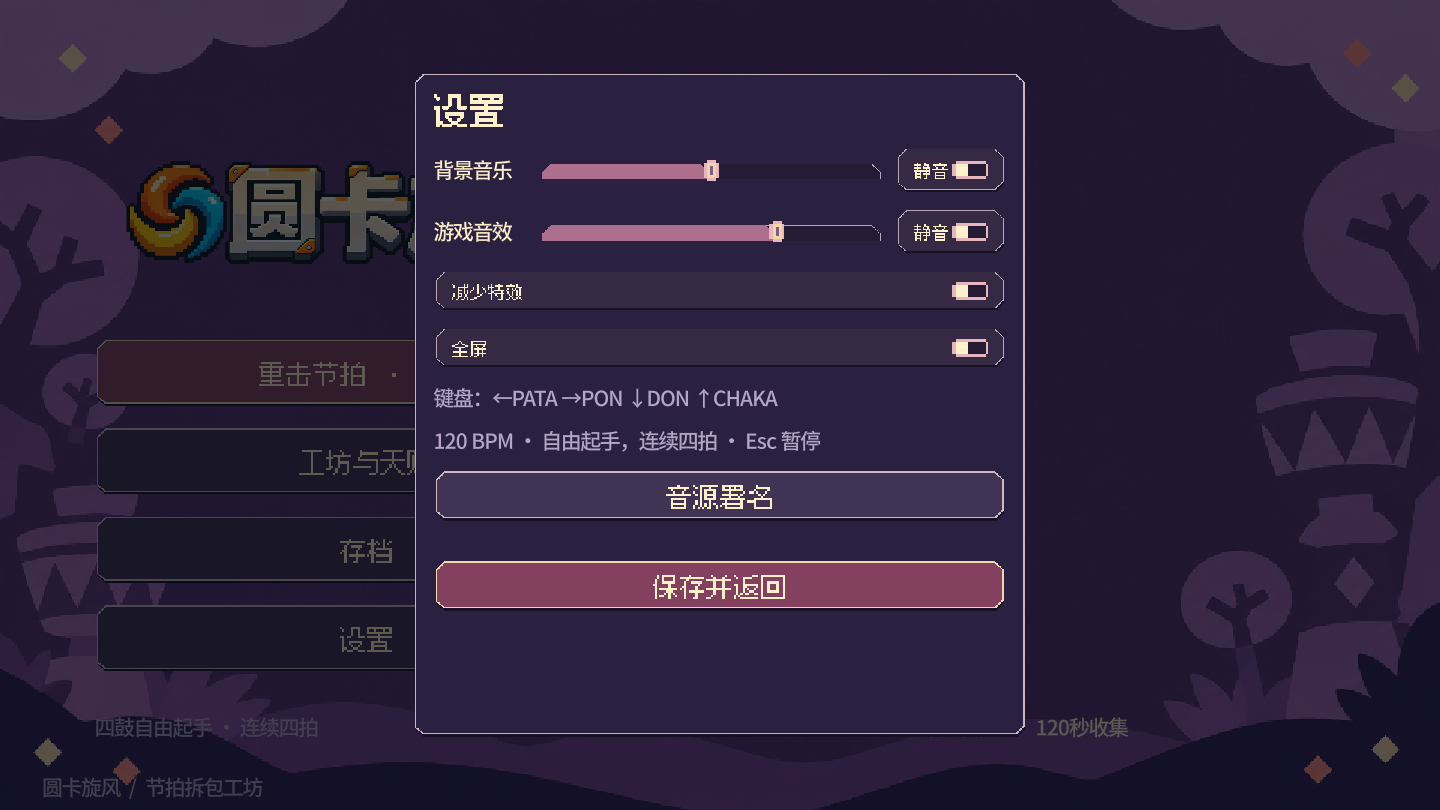 设置
背景音乐 静音
游戏音效 静音
减少特效
全屏
键盘：←PATA →PON ↓DON ↑CHAKA
120 BPM · 自由起手，连续四拍 · Esc 暂停
音源署名
保存并返回
圆卡
重击节拍 ·
工坊与天
存档
设置
四鼓自由起手 · 连续四拍
120秒收集
圆卡旋风 / 节拍拆包工坊